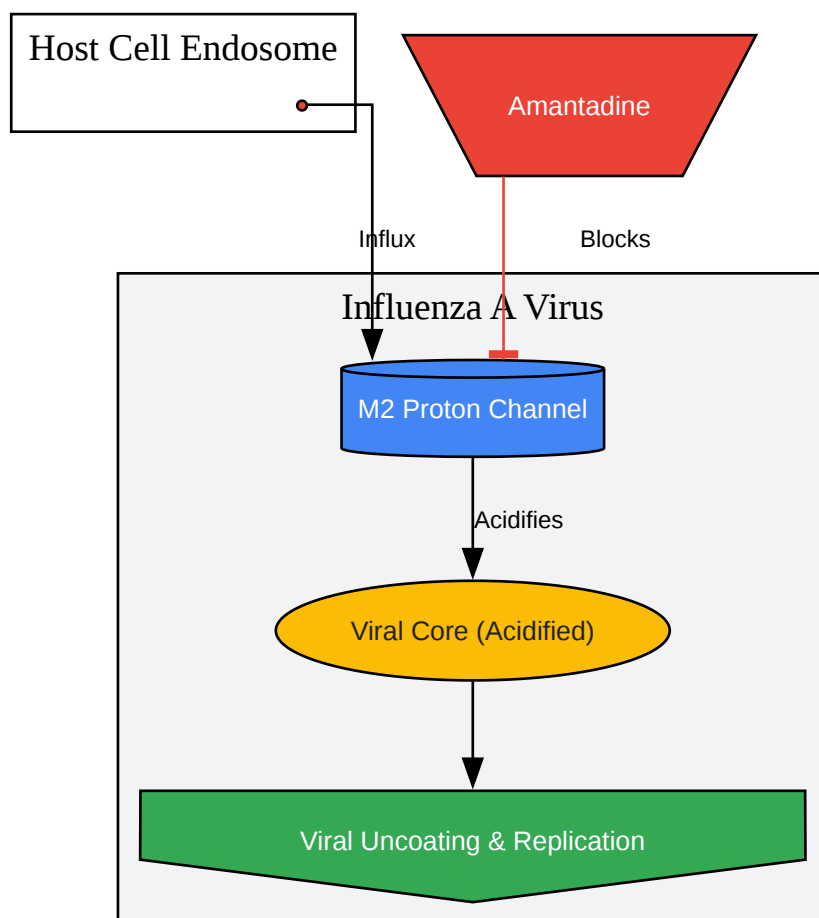 Host Cell Endosome
Amantadine
Influx
Blocks
Influenza A Virus
M2 Proton Channel
Acidifies
Viral Core (Acidified)
Viral Uncoating & Replication